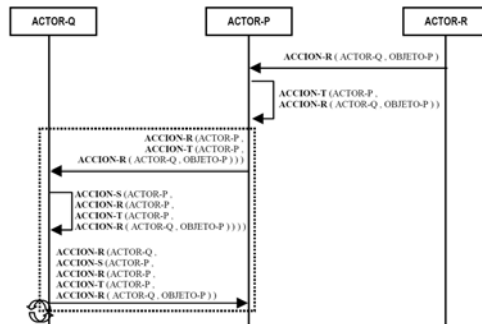 ACTOR-Q
ACTOR-P
ACTOR-R
ACCION-R ( ACTOR-Q , OBJETO-P )
ACCION-T (ACTOR-P ,
ACCION-R ( ACTOR-Q , OBJETO-P ) )
ACCION-R (ACTOR-P ,
ACCION-T (ACTOR-P ,
ACCION-R ( ACTOR-Q , OBJETO-P ) ) )
ACCION-S (ACTOR-P ,
ACCION-R (ACTOR-P ,
ACCION-T (ACTOR-P ,
ACCION-R ( ACTOR-Q , OBJETO-P ) ) ) )
ACCION-R (ACTOR-Q ,
ACCION-S (ACTOR-P ,
ACCION-R (ACTOR-P ,
ACCION-T (ACTOR-P ,
ACCION-R ( ACTOR-Q , OBJETO-P ) )